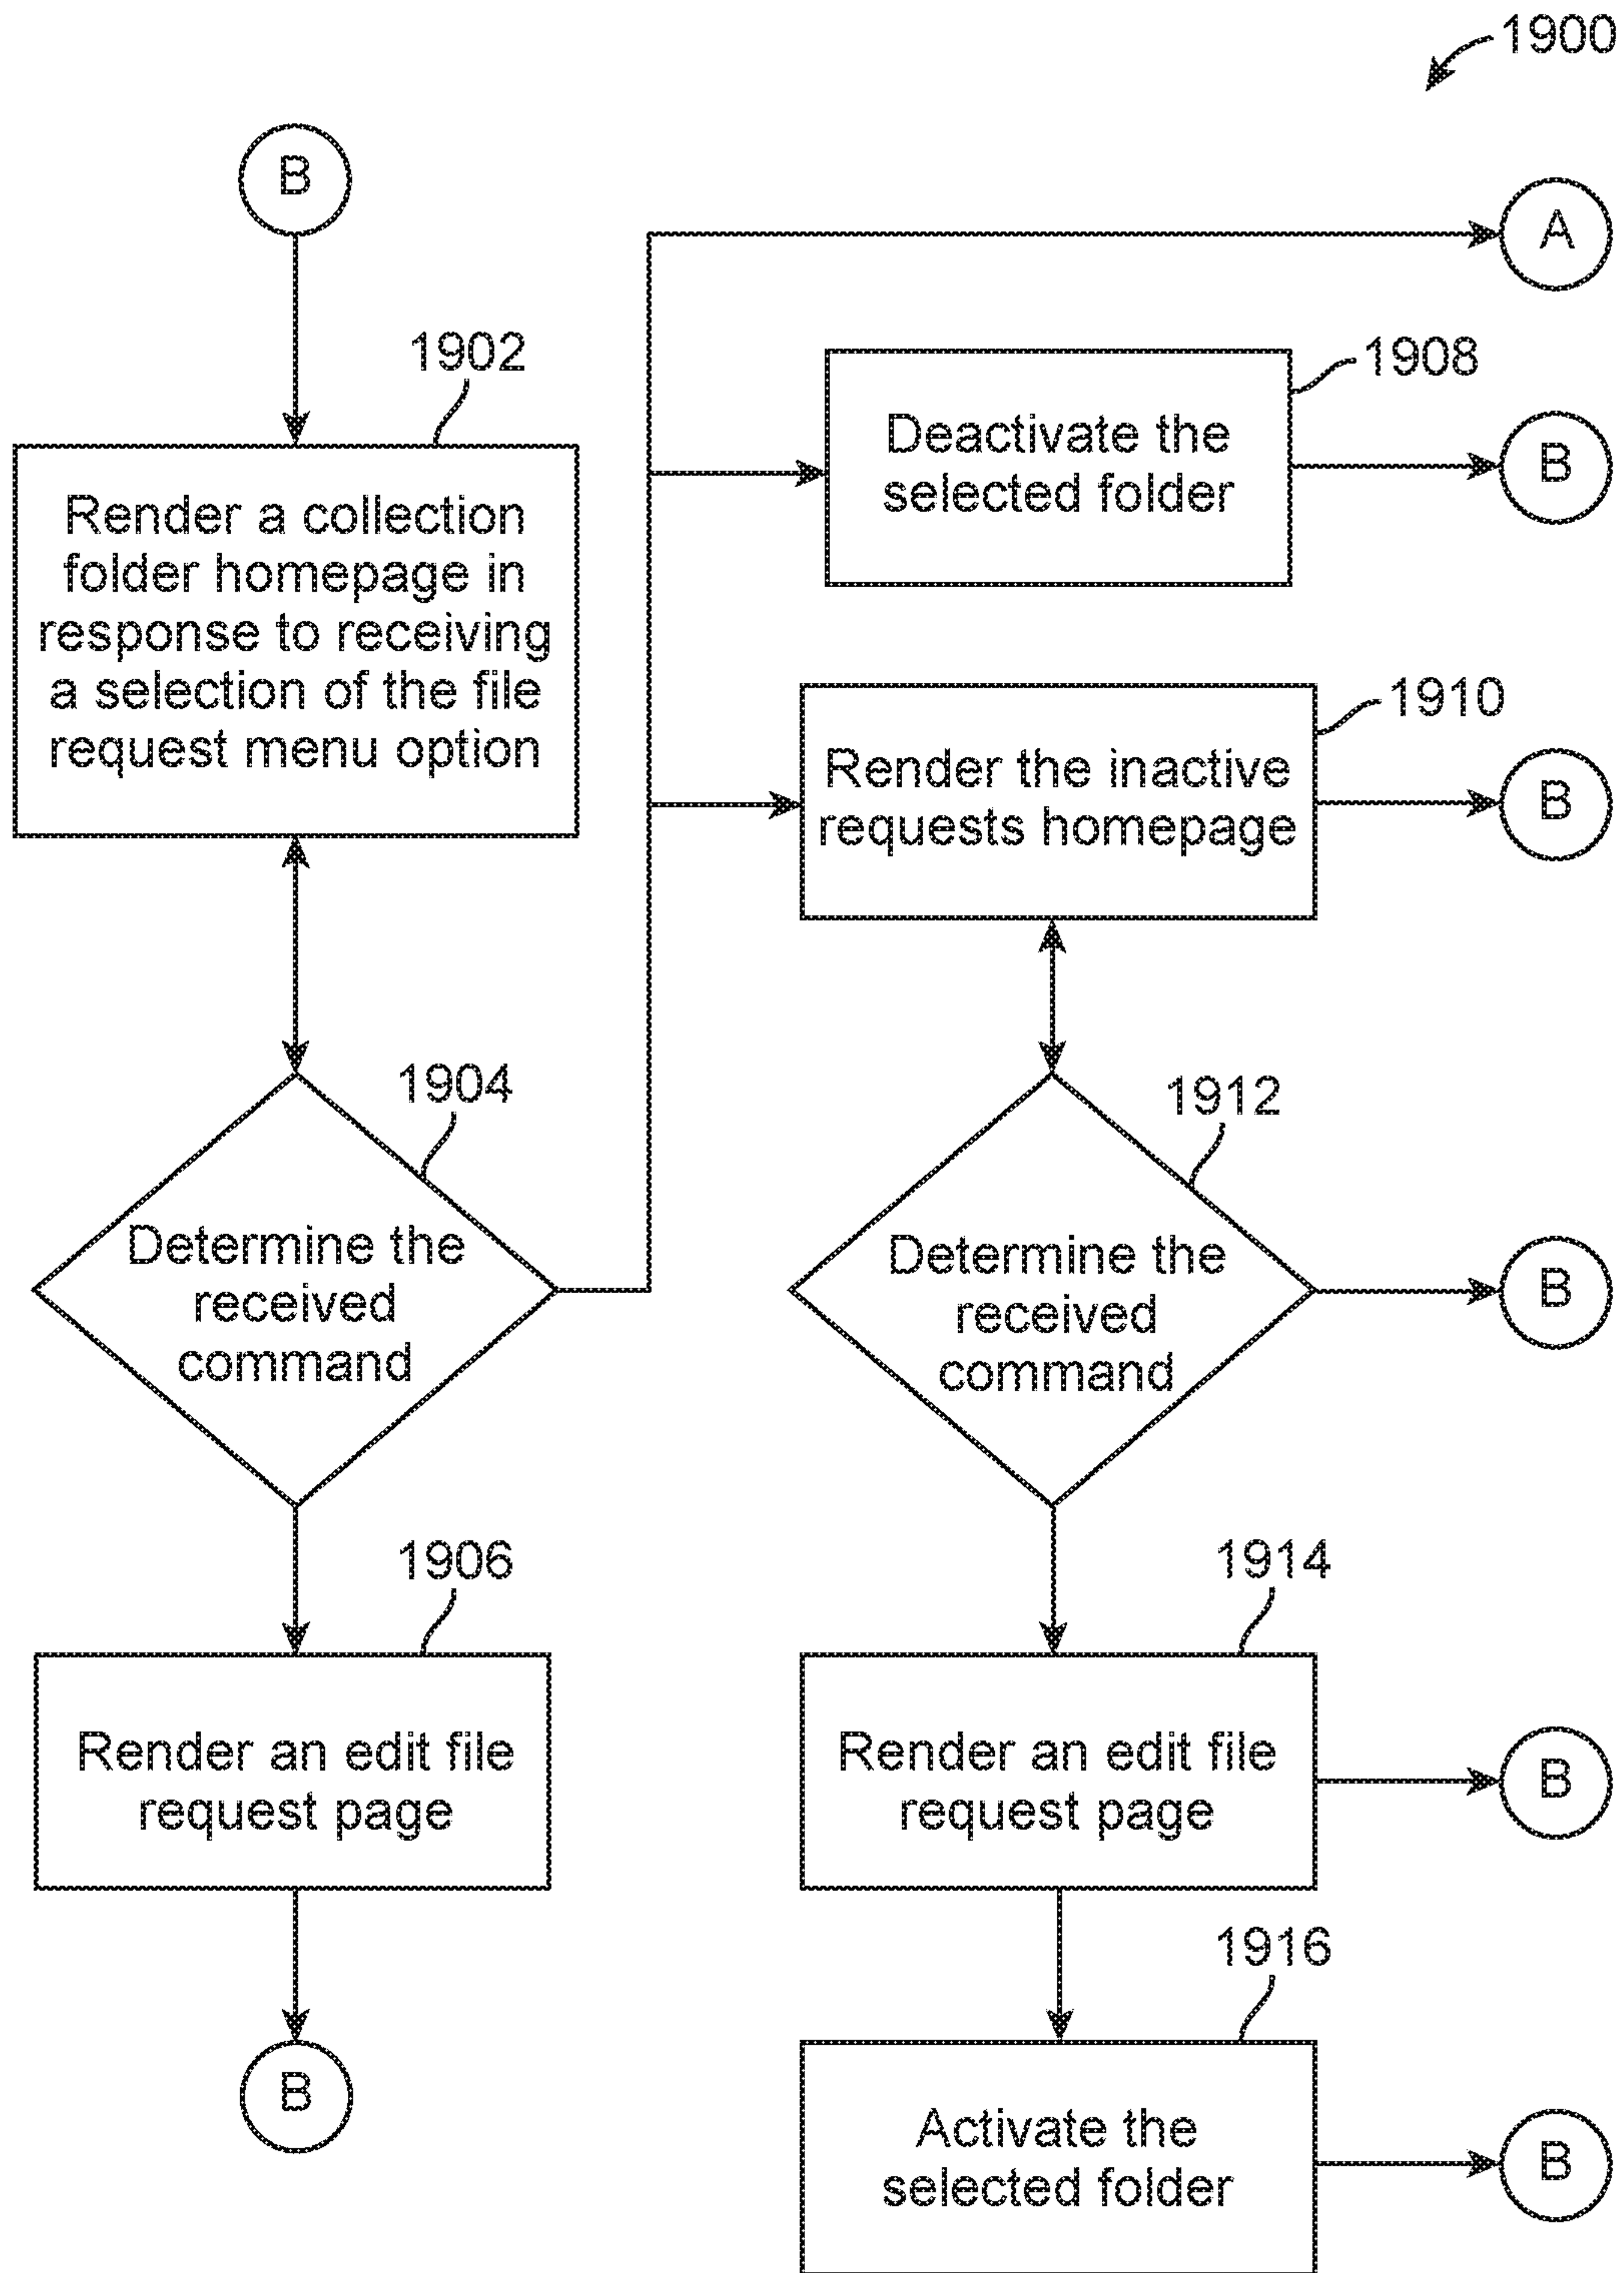 1900
B
A
1902
Render a collection
folder homepage in
response to receiving
a selection of the file
request menu option
1908
Deactivate the
selected folder
B
1910
Render the inactive
requests homepage
B
1904
Determine the
received
command
1912
Determine the
received
command
B
1906
Render an edit file
request page
B
1914
Render an edit file
request page
B
1916
Activate the
selected folder
B